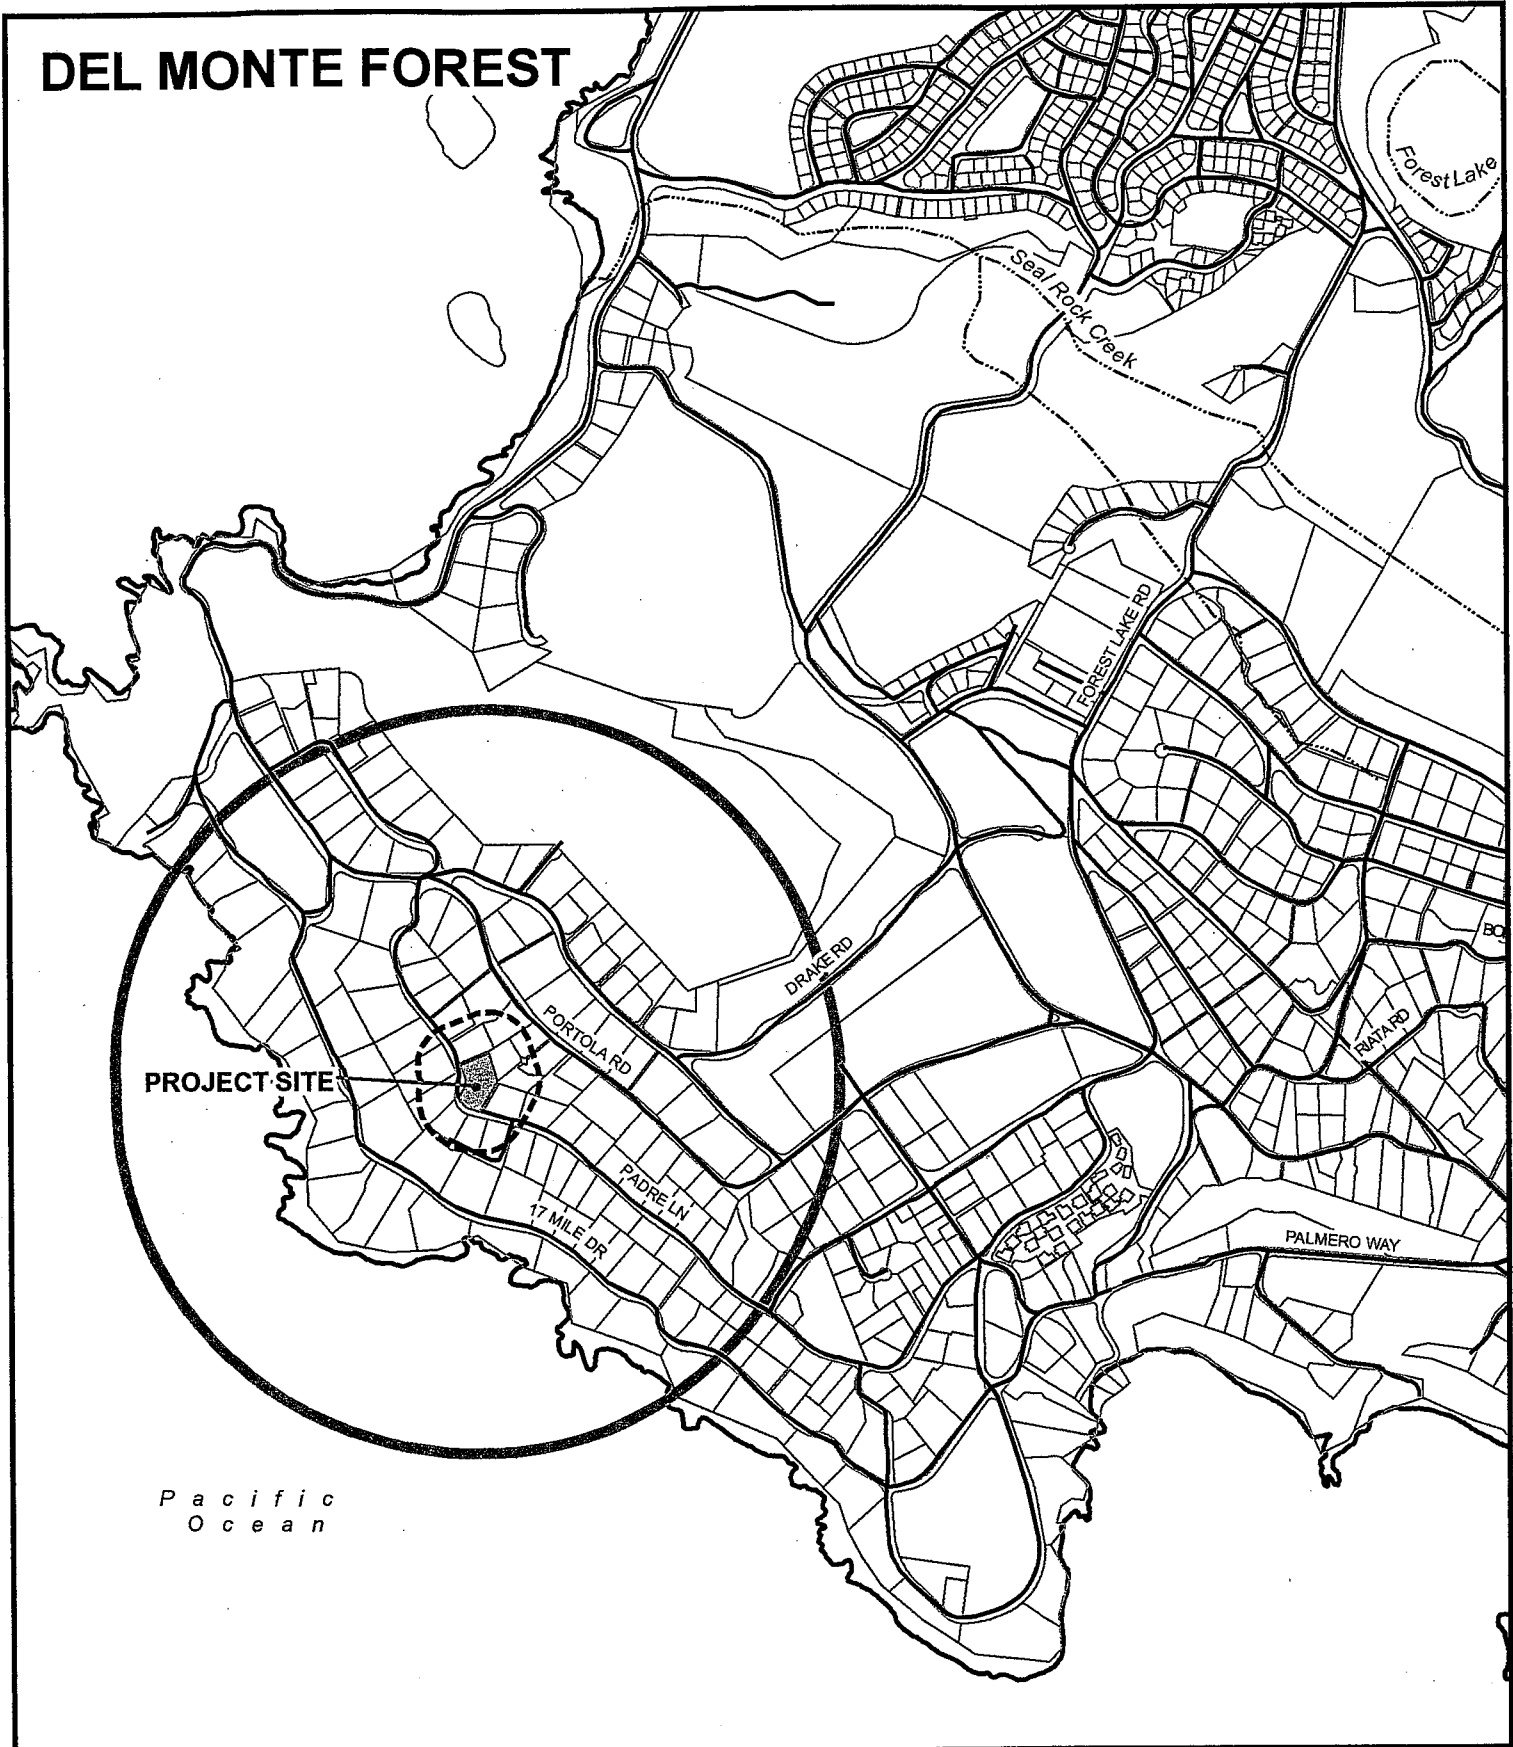 DEL MONTE FOREST
Forest Lake
Seal Rock Creek
FOREST LAKE RD
DRAKE RD
PORTOLA RD
RIATA RD
PROJECT SITE
PADRE LN
17 MILE DR
PALMERO WAY
Pacific
Ocean